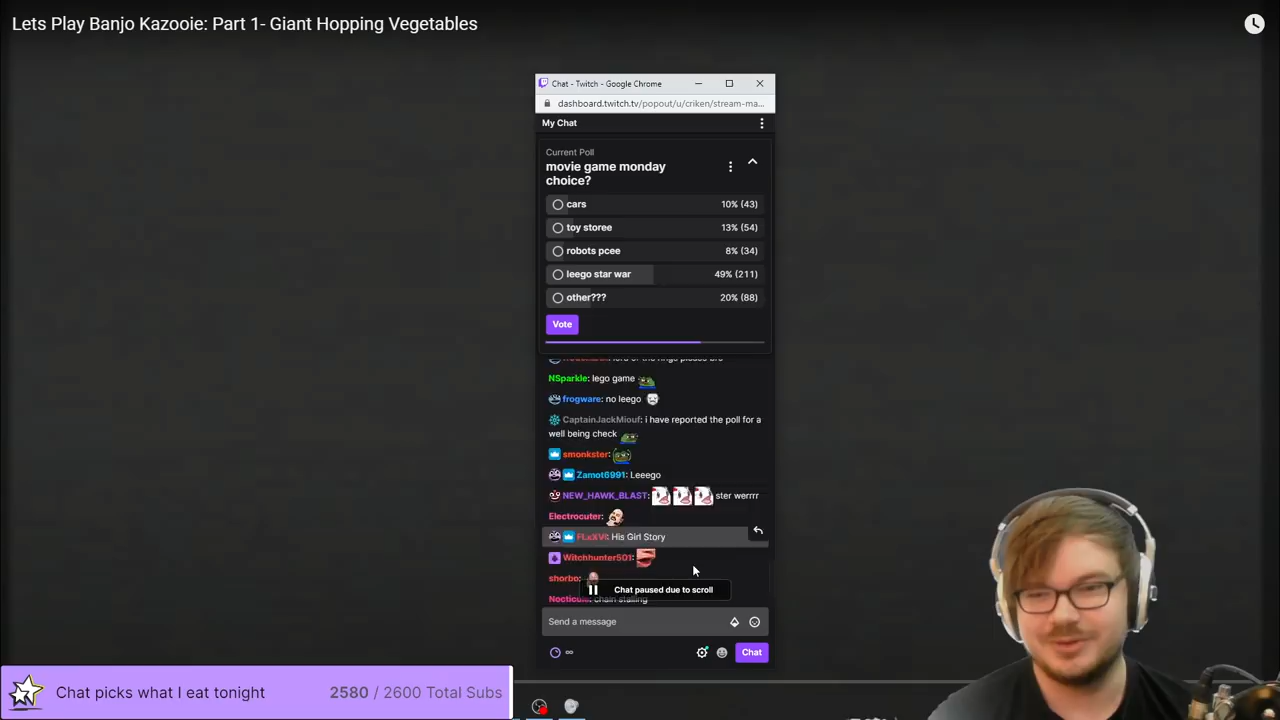 Lets Play Banjo Kazooie: Part 1- Giant Hopping Vegetables
Chat - Twitch - Google Chrome
dashboard.twitch.tv/popout/u/criken/stream-ma...
My Chat
Current Poll
movie game monday
choice?
cars 10% (43)
toy storee 13% (54)
robots pcee 8% (34)
leego star war 49% (211)
other??? 20% (88)
Vote
NSparkle: lego game
frogware: no leego
CaptainJackMiouf: i have reported the poll for a
well being check
smonkster:
Zamot6991: Leeego
NEW_HAWK_BLAST: ster werrrr
Electrocuter:
His Girl Story
Witchhunter501:
shorbo:
Chat paused due to scroll
Send a message
Chat
Chat picks what I eat tonight 2580 / 2600 Total Subs